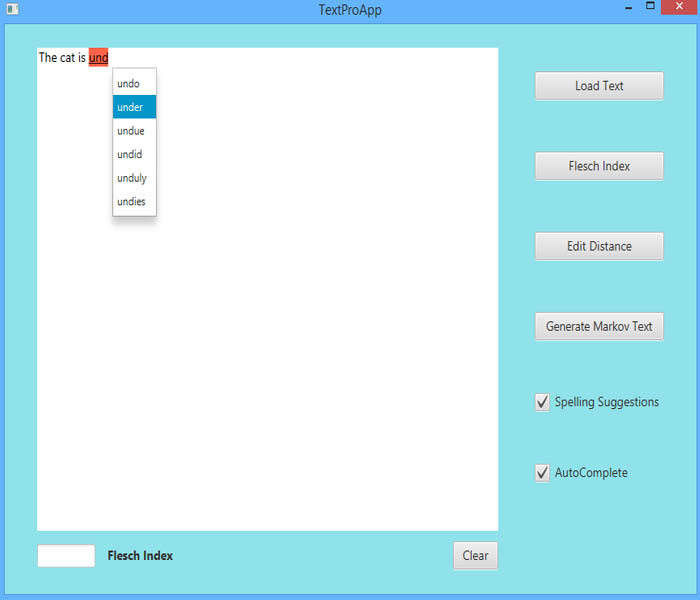 TextProApp
The cat is und
undo
under
undue
undid
unduly
undies
Load Text
Flesch Index
Edit Distance
Generate Markov Text
Spelling Suggestions
AutoComplete
Flesch Index
Clear